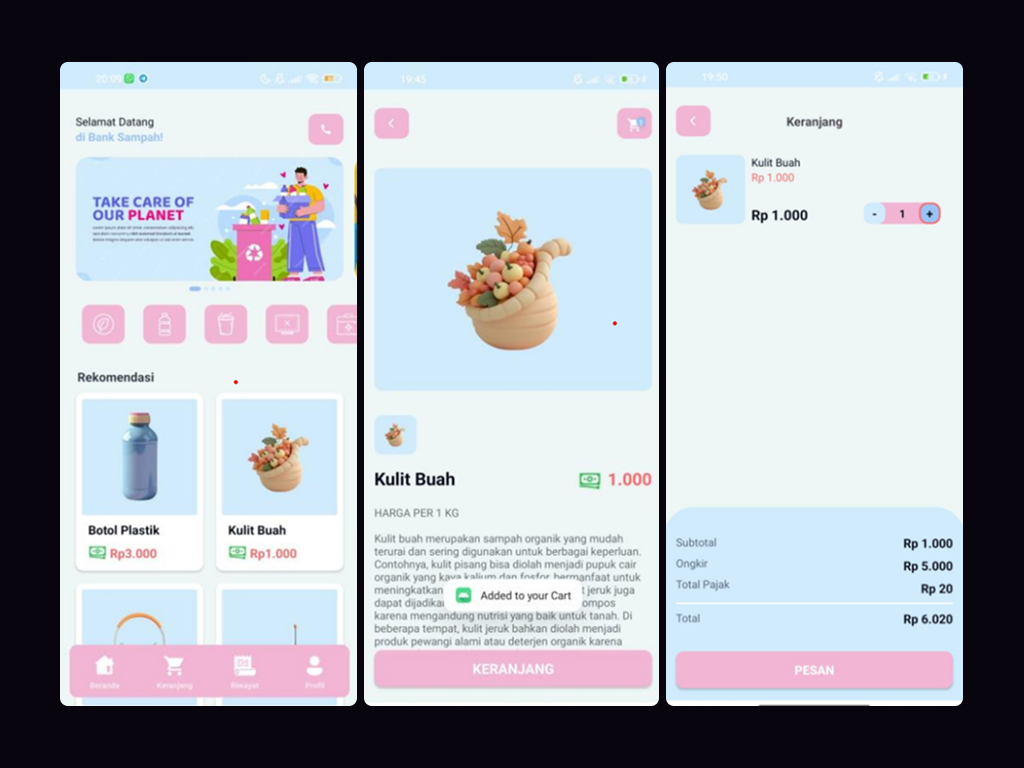 20:09
Selamat Datang
di Bank Sampah!
TAKE CARE OF
OUR PLANET
Rekomendasi
Botol Plastik
Rp3.000
Kulit Buah
Rp1.000
Beranda
Keranjang
Riwayat
Profil
19:45
Kulit Buah
1.000
HARGA PER 1 KG
Kulit buah merupakan sampah organik yang mudah
terurai dan sering digunakan untuk berbagai keperluan.
Contohnya, kulit pisang bisa diolah menjadi pupuk cair
organik yang kaya kalium dan fosfor, bermanfaat untuk
meningkatkan
jeruk juga
dapat dijadikan
kompos
karena mengandung nutrisi yang baik untuk tanah. Di
beberapa tempat, kulit jeruk bahkan diolah menjadi
produk pewangi alami atau deterjen organik karena
Added to your Cart
KERANJANG
19:50
Keranjang
Kulit Buah
Rp 1.000
Rp 1.000
- 1 +
Subtotal Rp 1.000
Ongkir Rp 5.000
Total Pajak Rp 20
Total Rp 6.020
PESAN